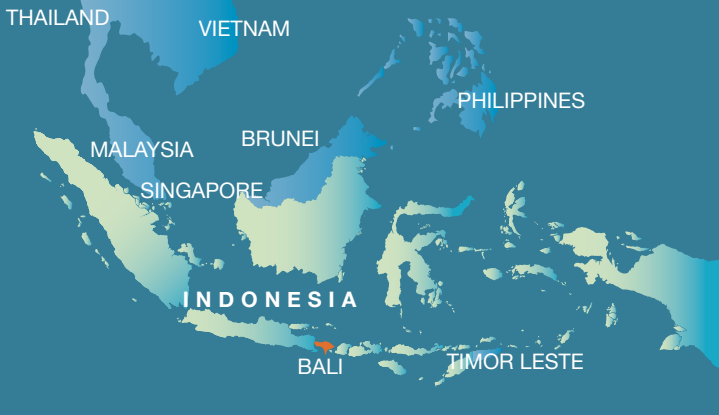 THAILAND
VIETNAM
PHILIPPINES
BRUNEI
MALAYSIA
SINGAPORE
INDONESIA
BALI
TIMOR LESTE